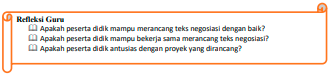 Refleksi Guru
Apakah peserta didik mampu merancang teks negosiasi dengan baik?
Apakah peserta didik mampu bekerja sama merancang teks negosiasi?
Apakah peserta didik antusias dengan proyek yang dirancang?